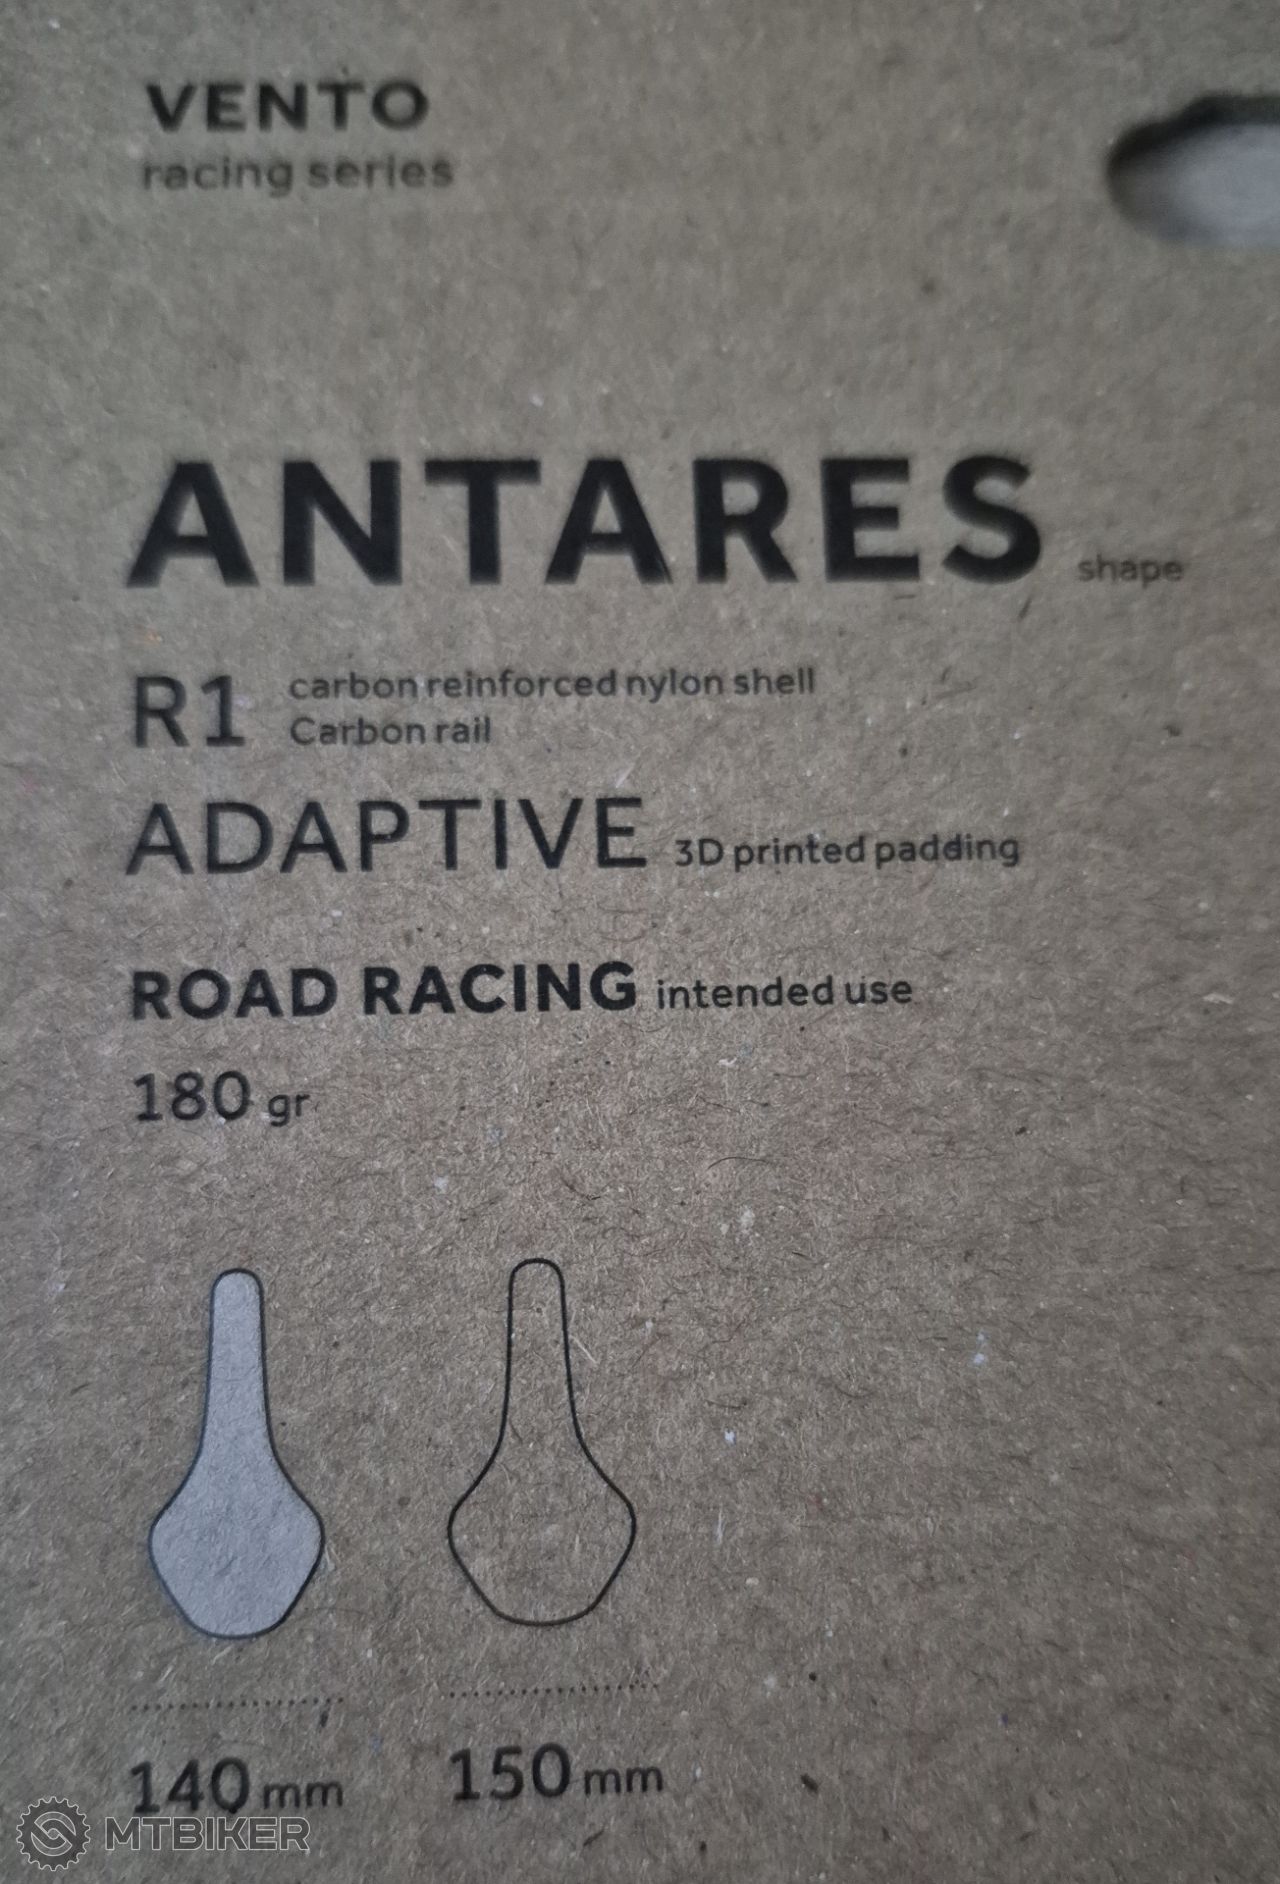 VENTO
racing series
ANTARES shape
R1 carbon reinforced nylon shell
Carbon rail
ADAPTIVE 3D printed padding
ROAD RACING intended use
180 gr
140 mm 150 mm
MTBIKER